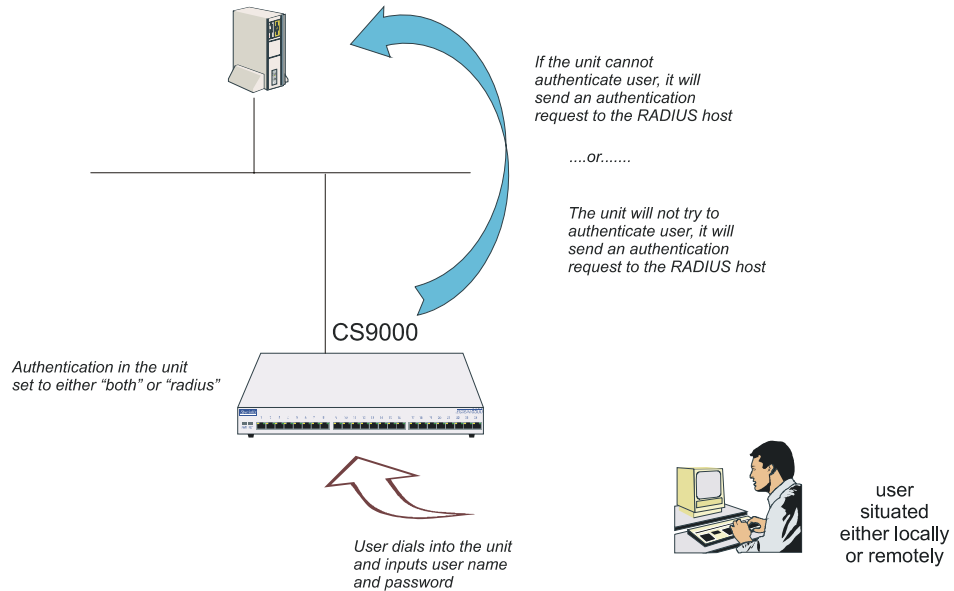 If the unit cannot
authenticate user, it will
send an authentication
request to the RADIUS host
....or.......
The unit will not try to
authenticate user, it will
send an authentication
request to the RADIUS host
CS9000
Authentication in the unit
set to either “both” or “radius”
User dials into the unit
and inputs user name
and password
user
situated
either locally
or remotely